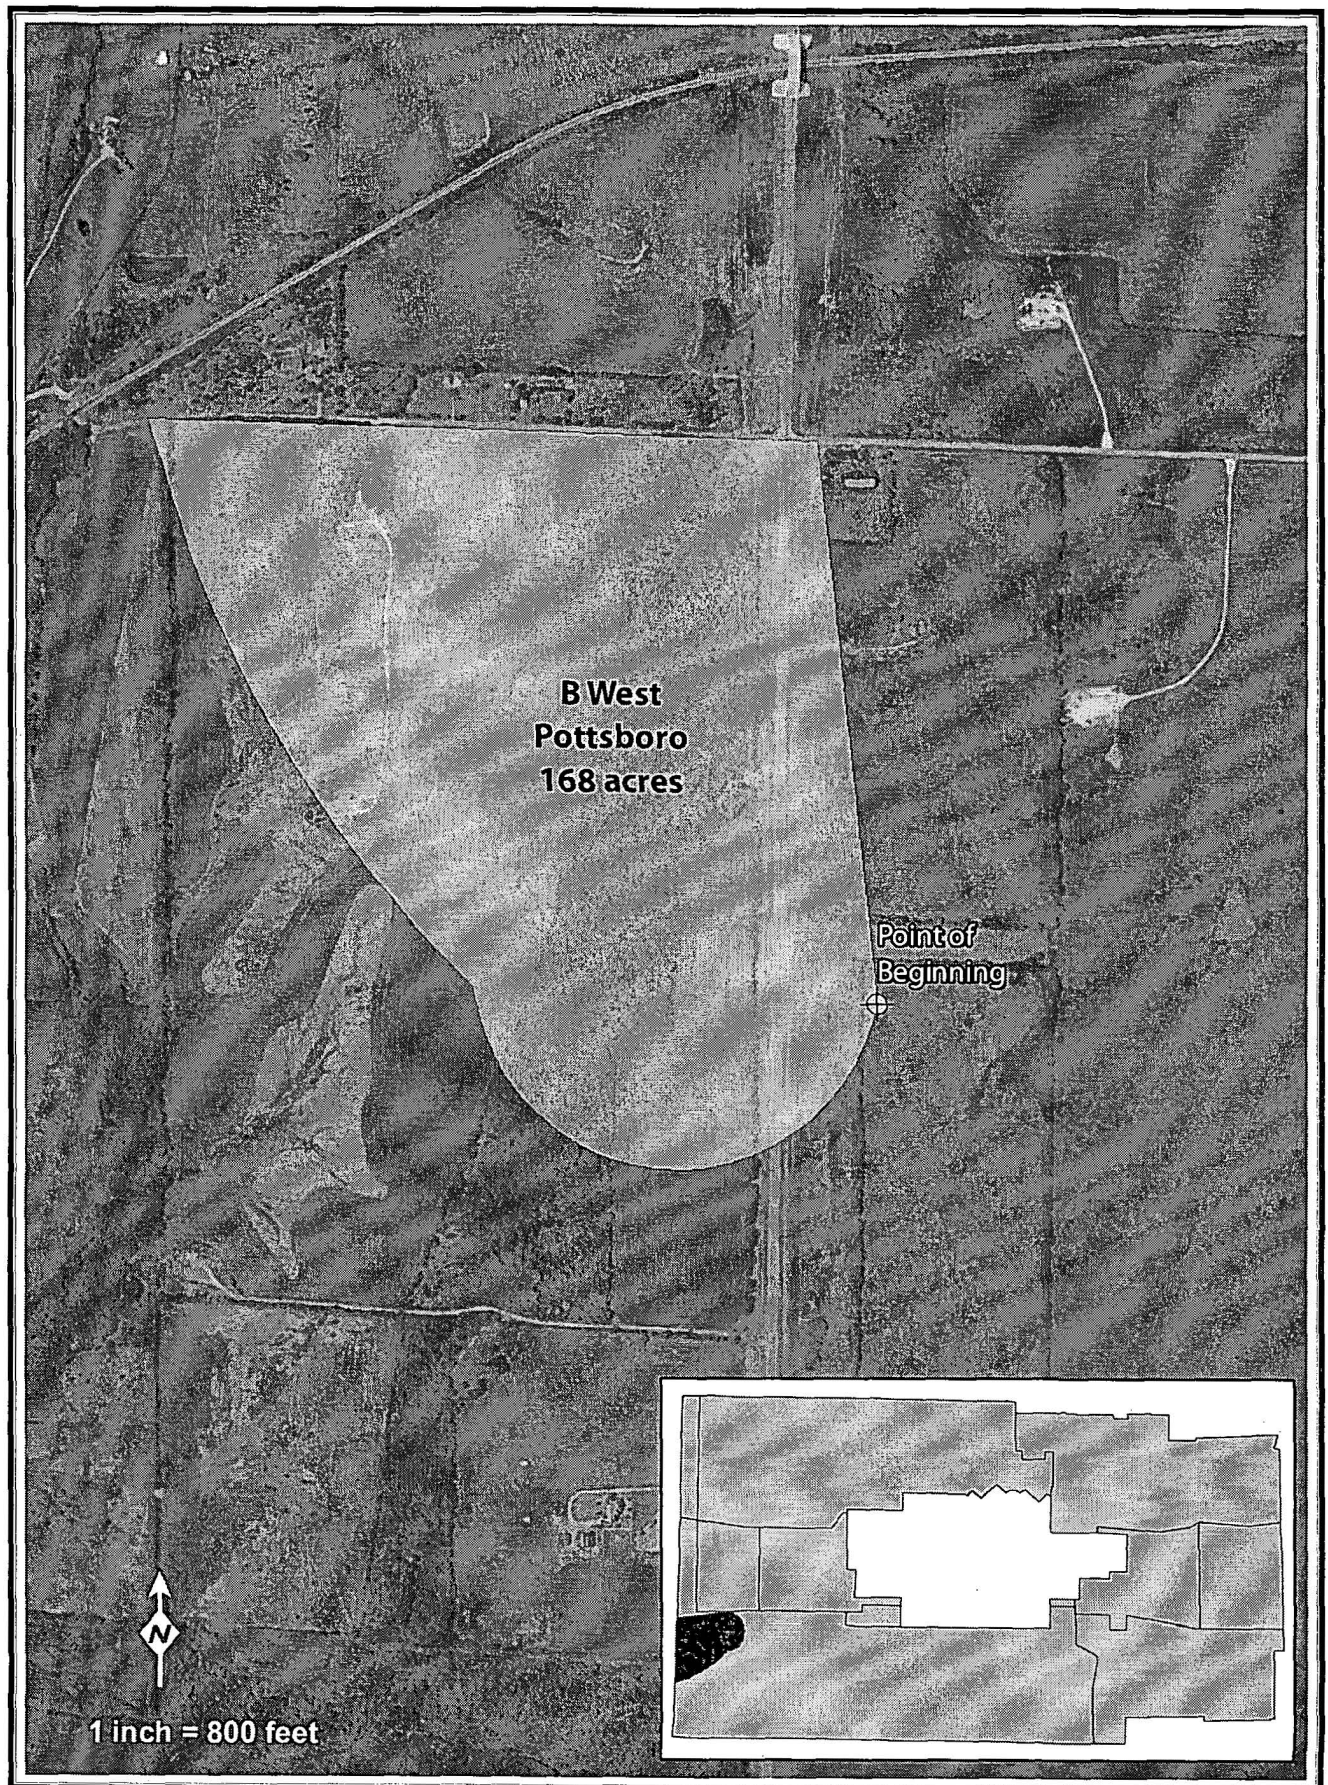 B West
Pottsboro
168 acres
Point of
Beginning
N
1 inch = 800 feet